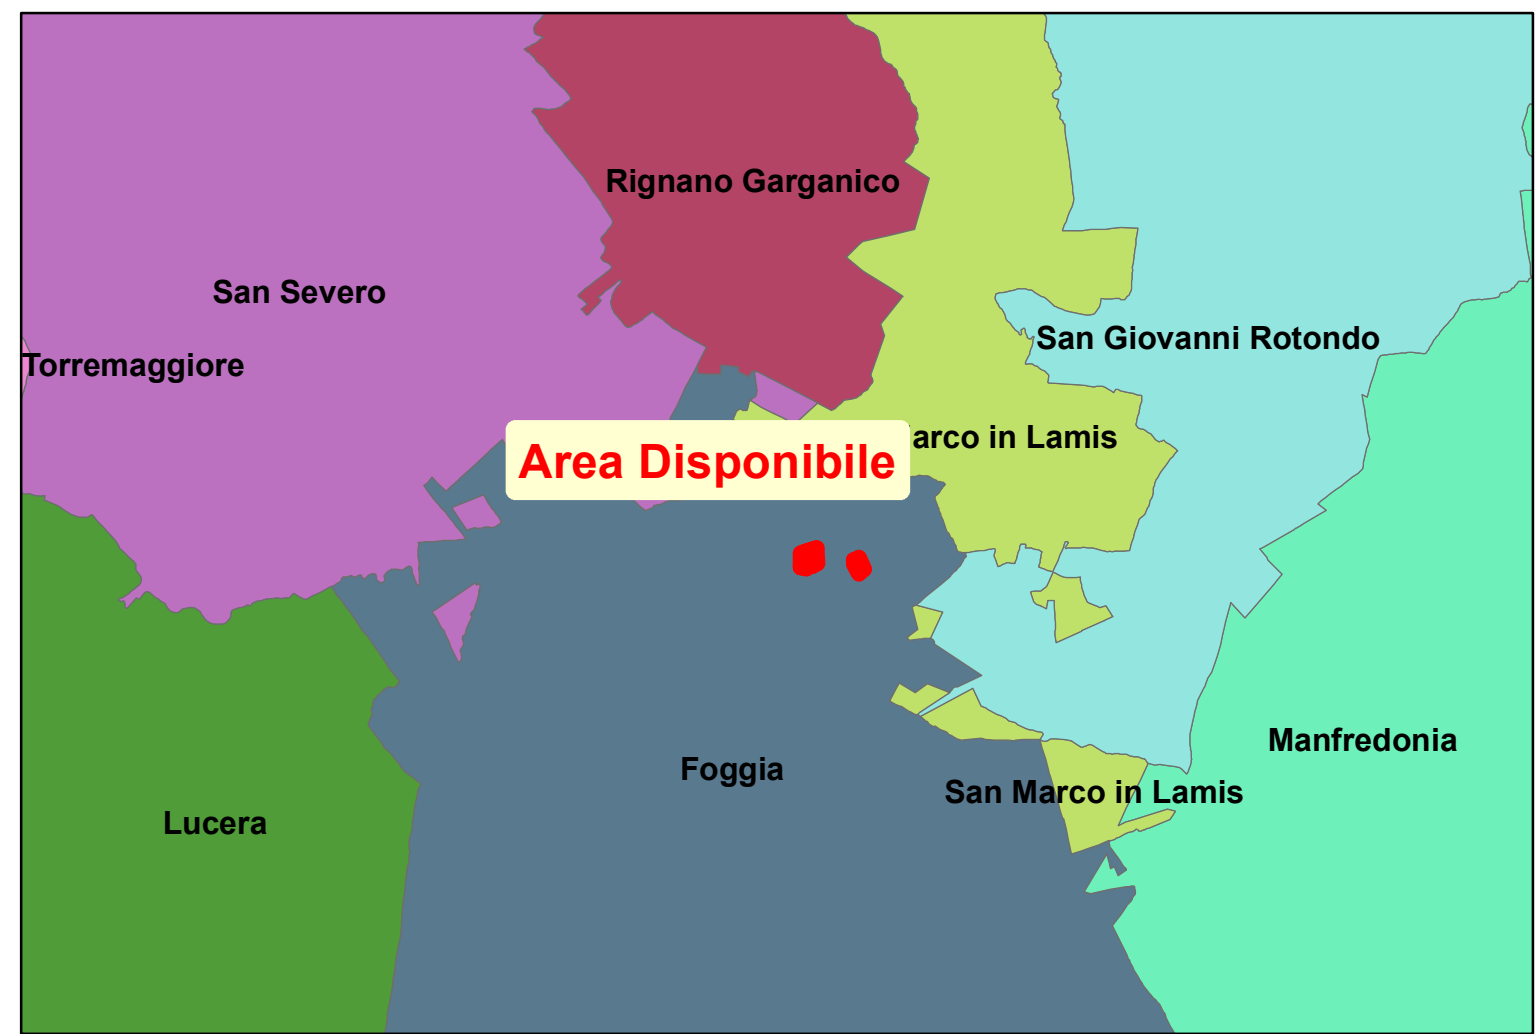 Rignano Garganico
San Severo
San Giovanni Rotondo
Torremaggiore
arco in Lamis
Area Disponibile
Manfredonia
Foggia
San Marco in Lamis
Lucera